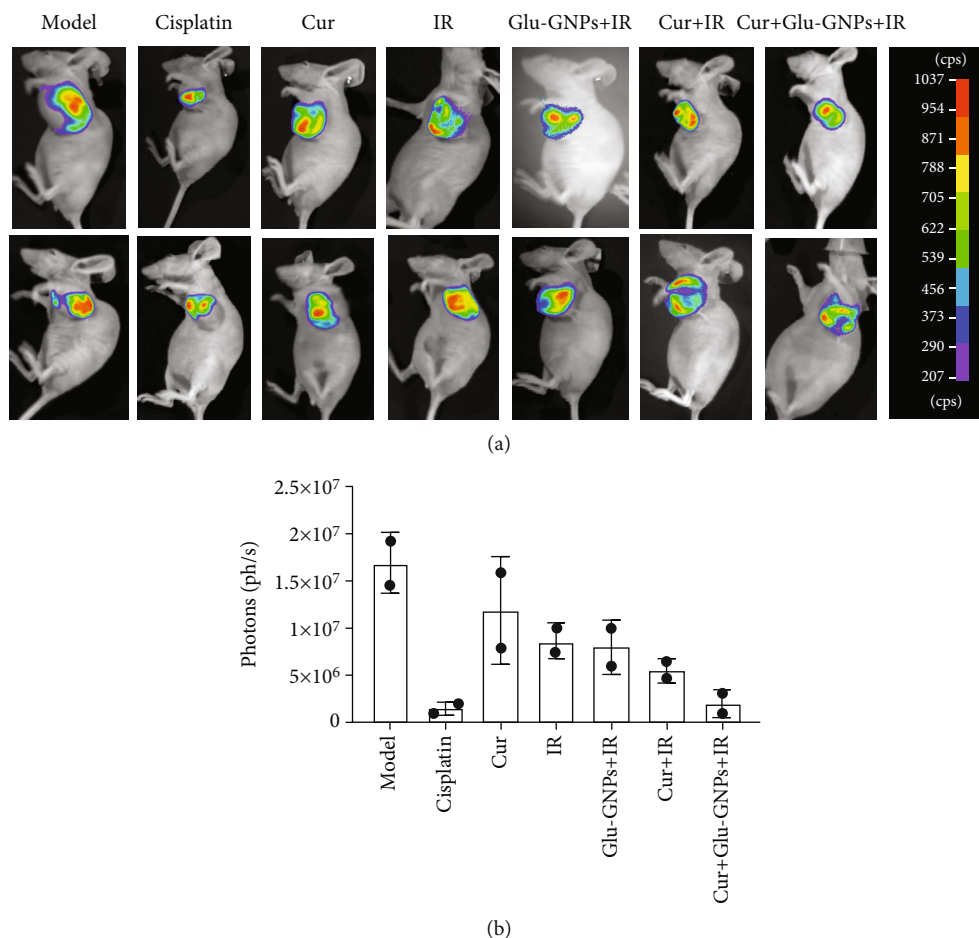 Model Cisplatin Cur IR Glu-GNPs+IR Cur+IR Cur+Glu-GNPs+IR
(cps)
1037
954
871
788
705
622
539
456
373
290
207
(cps)
(a)
2.5×10⁷
2×10⁷
1.5×10⁷
1×10⁷
5×10⁶
0
Photons (ph/s)
Model
Cisplatin
Cur
IR
Glu-GNPs+IR
Cur+IR
Cur+Glu-GNPs+IR
(b)